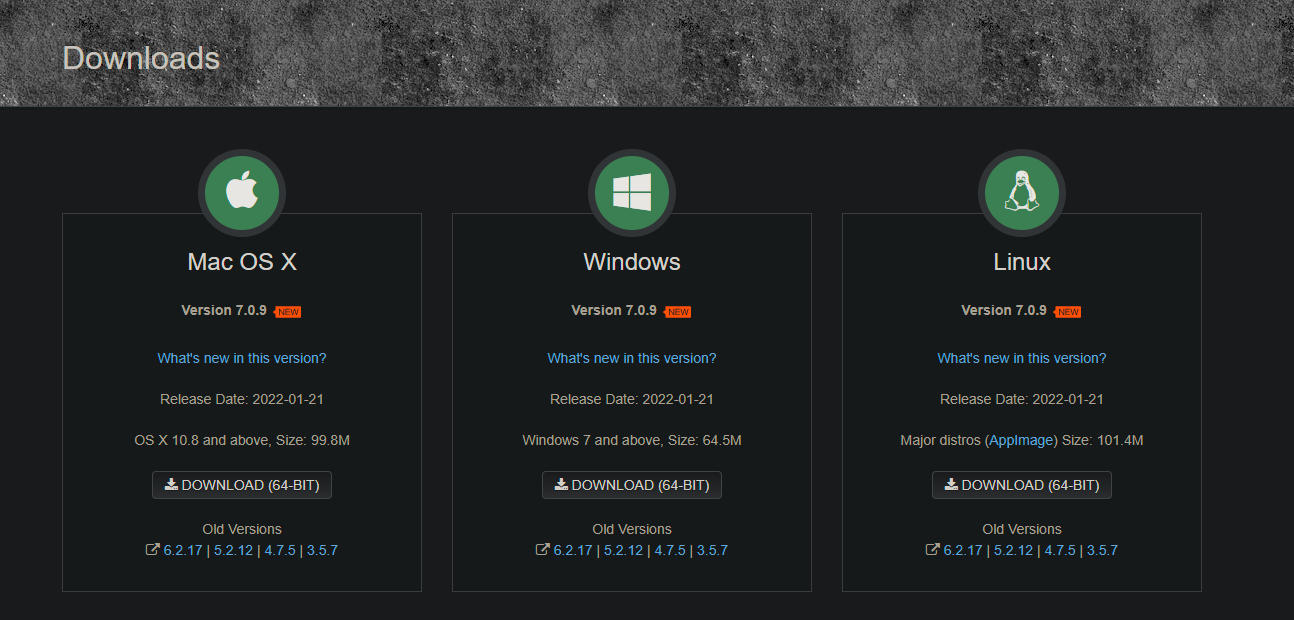 Downloads
Mac OS X
Version 7.0.9 NEW
What's new in this version?
Release Date: 2022-01-21
OS X 10.8 and above, Size: 99.8M
DOWNLOAD (64-BIT)
Old Versions
6.2.17 | 5.2.12 | 4.7.5 | 3.5.7
Windows
Version 7.0.9 NEW
What's new in this version?
Release Date: 2022-01-21
Windows 7 and above, Size: 64.5M
DOWNLOAD (64-BIT)
Old Versions
6.2.17 | 5.2.12 | 4.7.5 | 3.5.7
Linux
Version 7.0.9 NEW
What's new in this version?
Release Date: 2022-01-21
Major distros (AppImage) Size: 101.4M
DOWNLOAD (64-BIT)
Old Versions
6.2.17 | 5.2.12 | 4.7.5 | 3.5.7